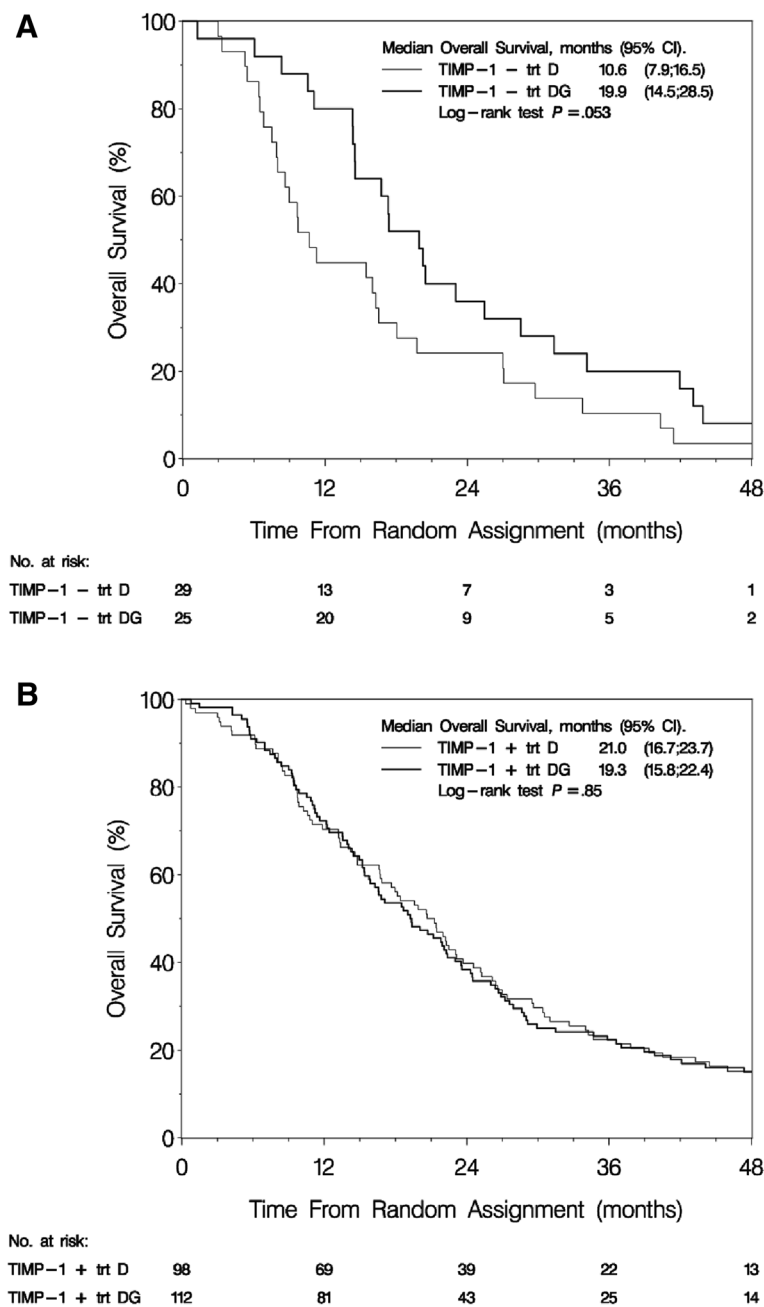 A
100
80
60
40
20
0
Overall Survival (%)
Median Overall Survival, months (95% CI).
TIMP−1 − trt D 10.6 (7.9;16.5)
TIMP−1 − trt DG 19.9 (14.5;28.5)
Log−rank test P =.053
0 12 24 36 48
Time From Random Assignment (months)
No. at risk:
TIMP−1 − trt D 29 13 7 3 1
TIMP−1 − trt DG 25 20 9 5 2
B
100
80
60
40
20
0
Overall Survival (%)
Median Overall Survival, months (95% CI).
TIMP−1 + trt D 21.0 (16.7;23.7)
TIMP−1 + trt DG 19.3 (15.8;22.4)
Log−rank test P =.85
0 12 24 36 48
Time From Random Assignment (months)
No. at risk:
TIMP−1 + trt D 98 69 39 22 13
TIMP−1 + trt DG 112 81 43 25 14